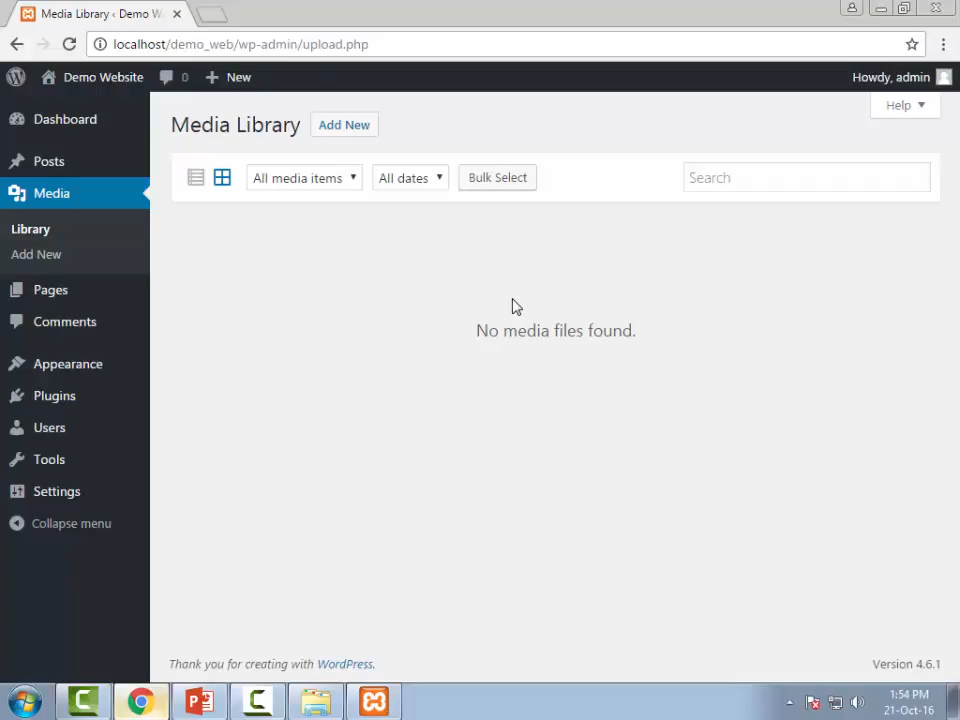 Media Library ‹ Demo W
localhost/demo_web/wp-admin/upload.php
Demo Website 0 New Howdy, admin
Help
Dashboard
Posts
Media
Library
Add New
Pages
Comments
Appearance
Plugins
Users
Tools
Settings
Collapse menu
Media Library Add New
All media items All dates Bulk Select Search
No media files found.
Thank you for creating with WordPress. Version 4.6.1
1:54 PM
21-Oct-16